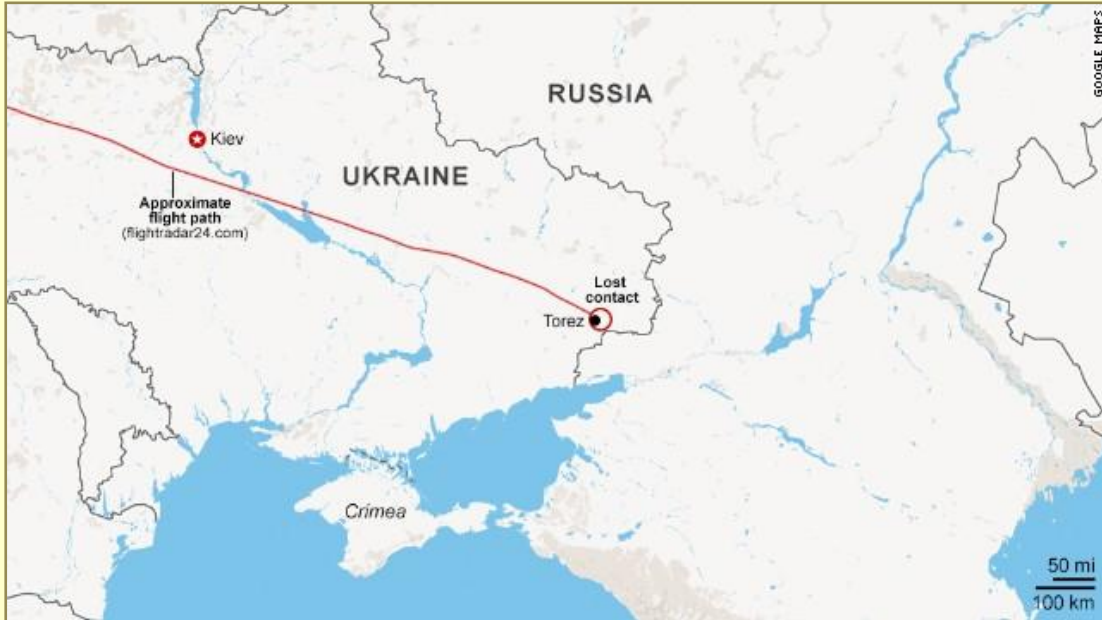 GOOGLE MAPS
RUSSIA
Kiev
UKRAINE
Approximate
flight path
(flightradar24.com)
Lost
contact
Torez
Crimea
50 mi
100 km